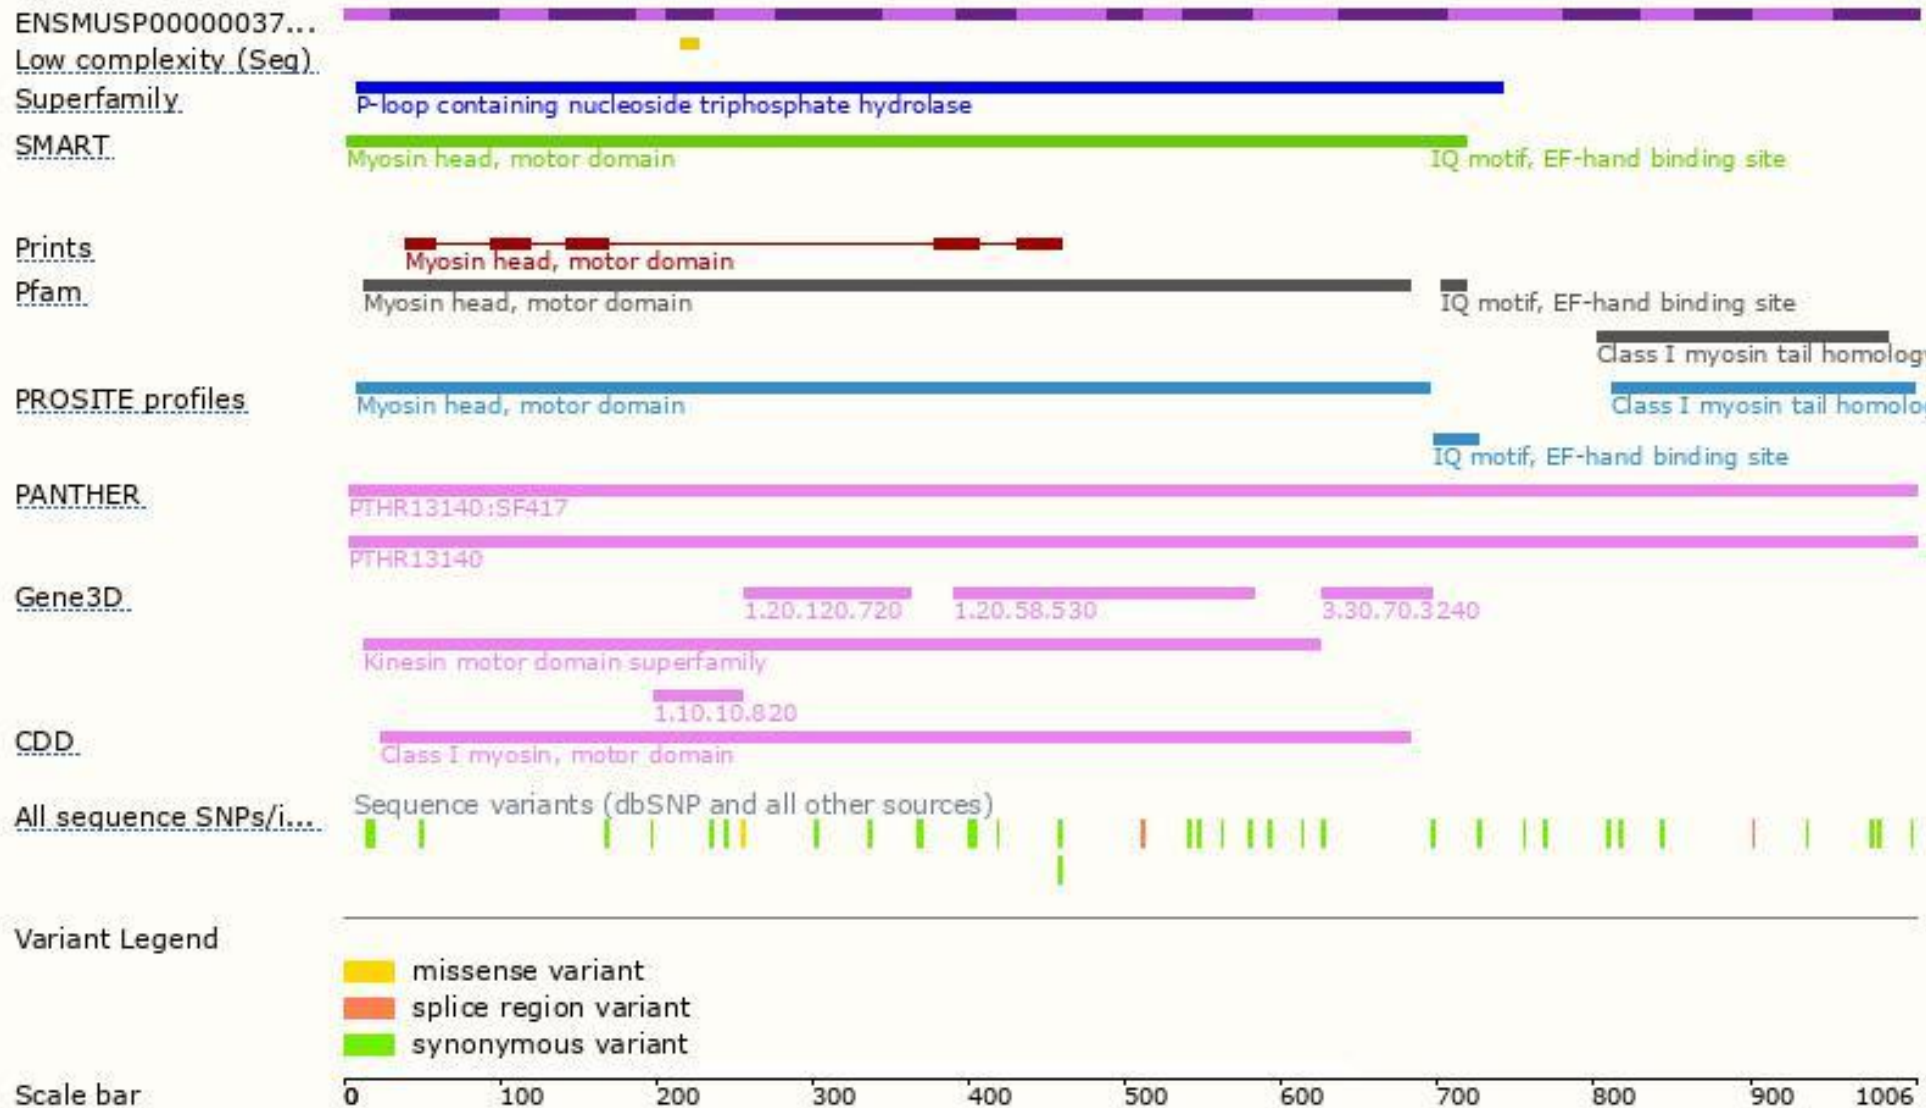 ENSMUSP00000037...
Low complexity (Seg)
Superfamily
P-loop containing nucleoside triphosphate hydrolase
SMART
Myosin head, motor domain
IQ motif, EF-hand binding site
Prints
Myosin head, motor domain
Pfam
Myosin head, motor domain
IQ motif, EF-hand binding site
Class I myosin tail homolog
PROSITE profiles
Myosin head, motor domain
Class I myosin tail homolo
IQ motif, EF-hand binding site
PANTHER
PTHR13140:SF417
PTHR13140
Gene3D
1.20.120.720
1.20.58.530
3.30.70.3240
Kinesin motor domain superfamily
1.10.10.820
CDD
Class I myosin, motor domain
All sequence SNPs/i...
Sequence variants (dbSNP and all other sources)
Variant Legend
missense variant
splice region variant
synonymous variant
Scale bar
0 100 200 300 400 500 600 700 800 900 1006